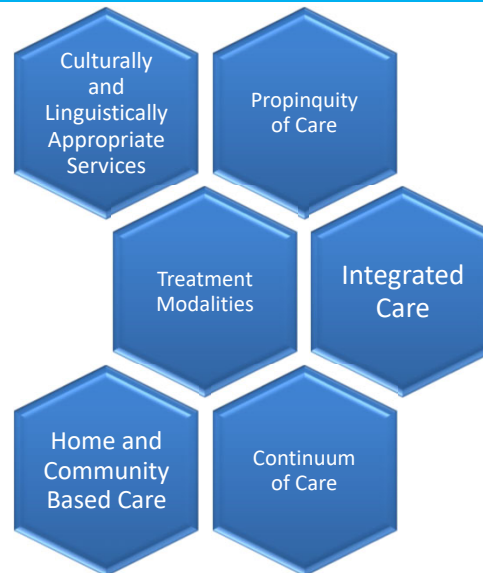 Culturally
and
Linguistically
Appropriate
Services
Propinquity
of Care
Treatment
Modalities
Integrated
Care
Home and
Community
Based Care
Continuum
of Care